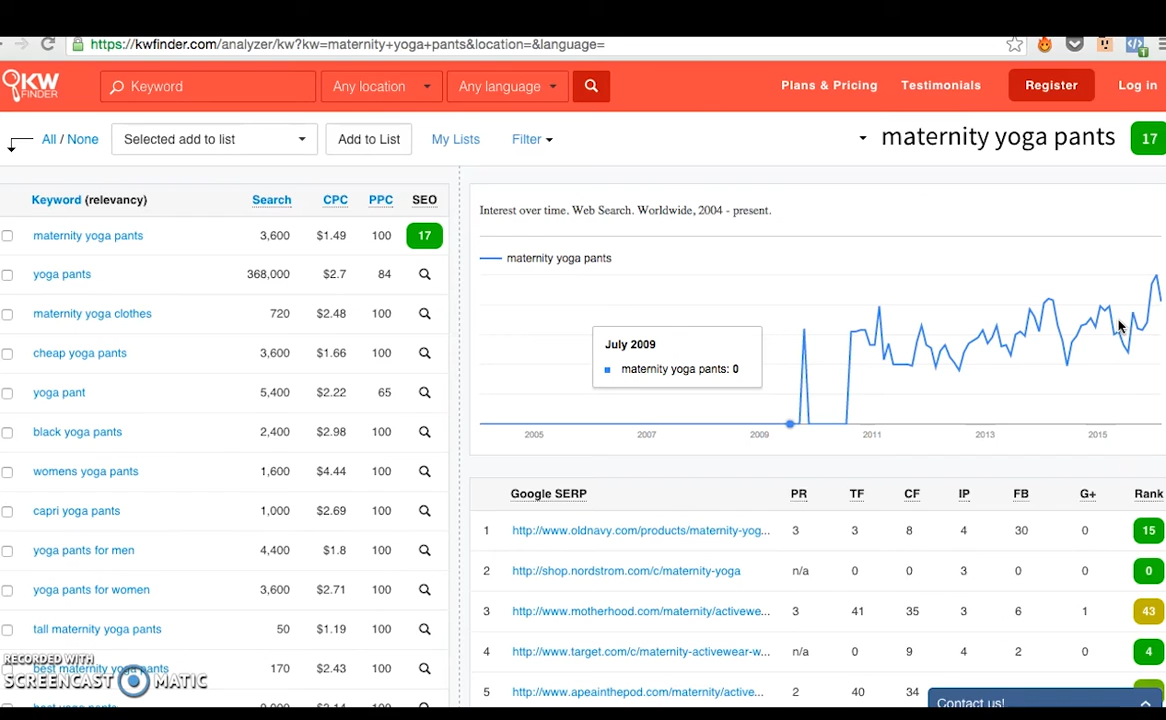 https://kwfinder.com/analyzer/kw?kw=maternity+yoga+pants&location=&language=
1
KW FINDER
Keyword
Any location
Any language
Plans & Pricing
Testimonials
Register
Log in
All / None
Selected add to list
Add to List
My Lists
Filter
maternity yoga pants
17
Keyword (relevancy) Search CPC PPC SEO
maternity yoga pants 3,600 $1.49 100 17
yoga pants 368,000 $2.7 84
maternity yoga clothes 720 $2.48 100
cheap yoga pants 3,600 $1.66 100
yoga pant 5,400 $2.22 65
black yoga pants 2,400 $2.98 100
womens yoga pants 1,600 $4.44 100
capri yoga pants 1,000 $2.69 100
yoga pants for men 4,400 $1.8 100
yoga pants for women 3,600 $2.71 100
tall maternity yoga pants 50 $1.19 100
best maternity yoga pants 170 $2.43 100
RECORDED WITH
SCREENCAST MATIC
Interest over time. Web Search. Worldwide, 2004 - present.
maternity yoga pants
July 2009
maternity yoga pants: 0
2005 2007 2009 2011 2013 2015
Google SERP PR TF CF IP FB G+ Rank
1 http://www.oldnavy.com/products/maternity-yog... 3 3 8 4 30 0 15
2 http://shop.nordstrom.com/c/maternity-yoga n/a 0 0 3 0 0 0
3 http://www.motherhood.com/maternity/activewe... 3 41 35 3 6 1 43
4 http://www.target.com/c/maternity-activewear-w... n/a 0 9 4 2 0 4
5 http://www.apeainthepod.com/maternity/active... 2 40 34
Contact us!